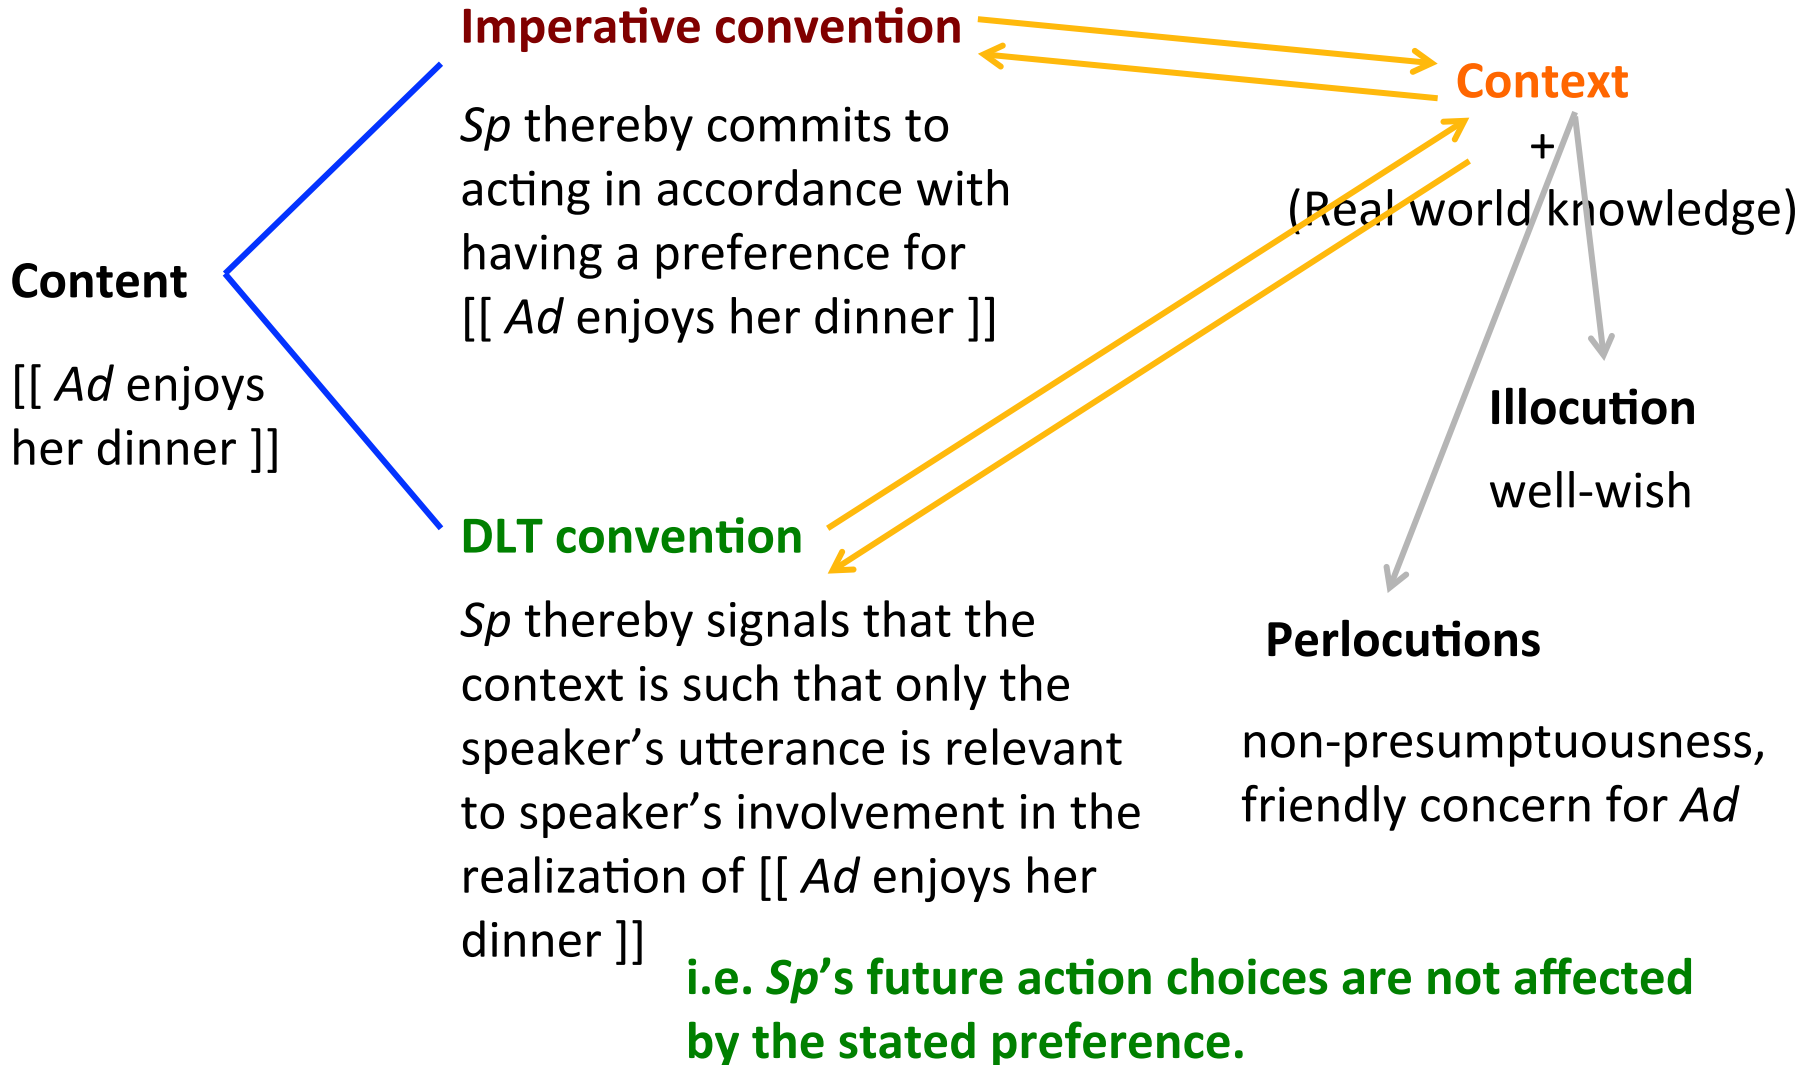 Imperative convention
Sp thereby commits to
acting in accordance with
having a preference for
[[ Ad enjoys her dinner ]]
Context
+
(Real world knowledge)
Content
[[ Ad enjoys
her dinner ]]
Illocution
well-wish
DLT convention
Sp thereby signals that the
context is such that only the
speaker’s utterance is relevant
to speaker’s involvement in the
realization of [[ Ad enjoys her
dinner ]]
Perlocutions
non-presumptuousness,
friendly concern for Ad
i.e. Sp’s future action choices are not affected
by the stated preference.